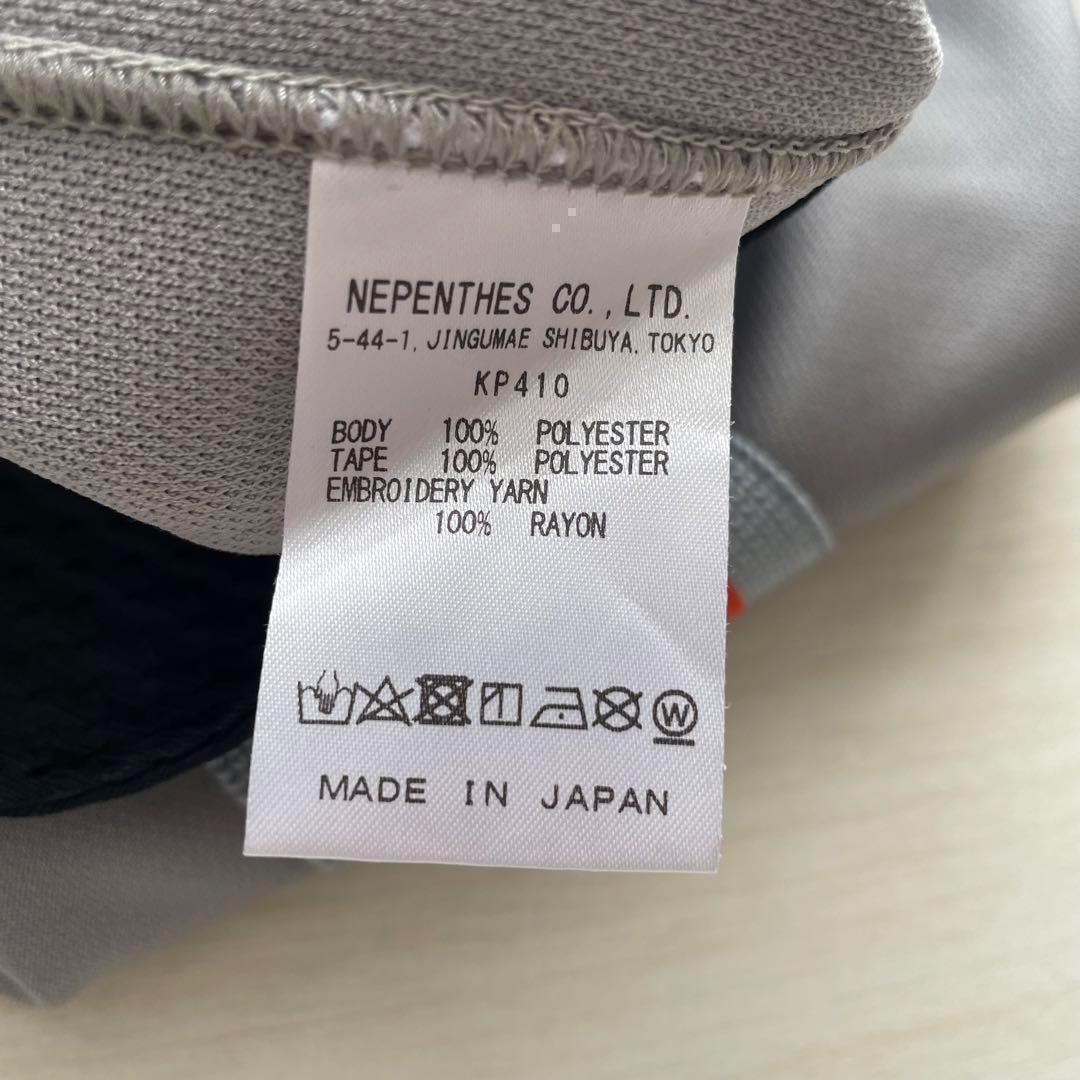 NEPENTHES CO., LTD.
5-44-1, JINGUMAE SHIBUYA, TOKYO
KP410
BODY 100% POLYESTER
TAPE 100% POLYESTER
EMBROIDERY YARN
100% RAYON
W
MADE IN JAPAN